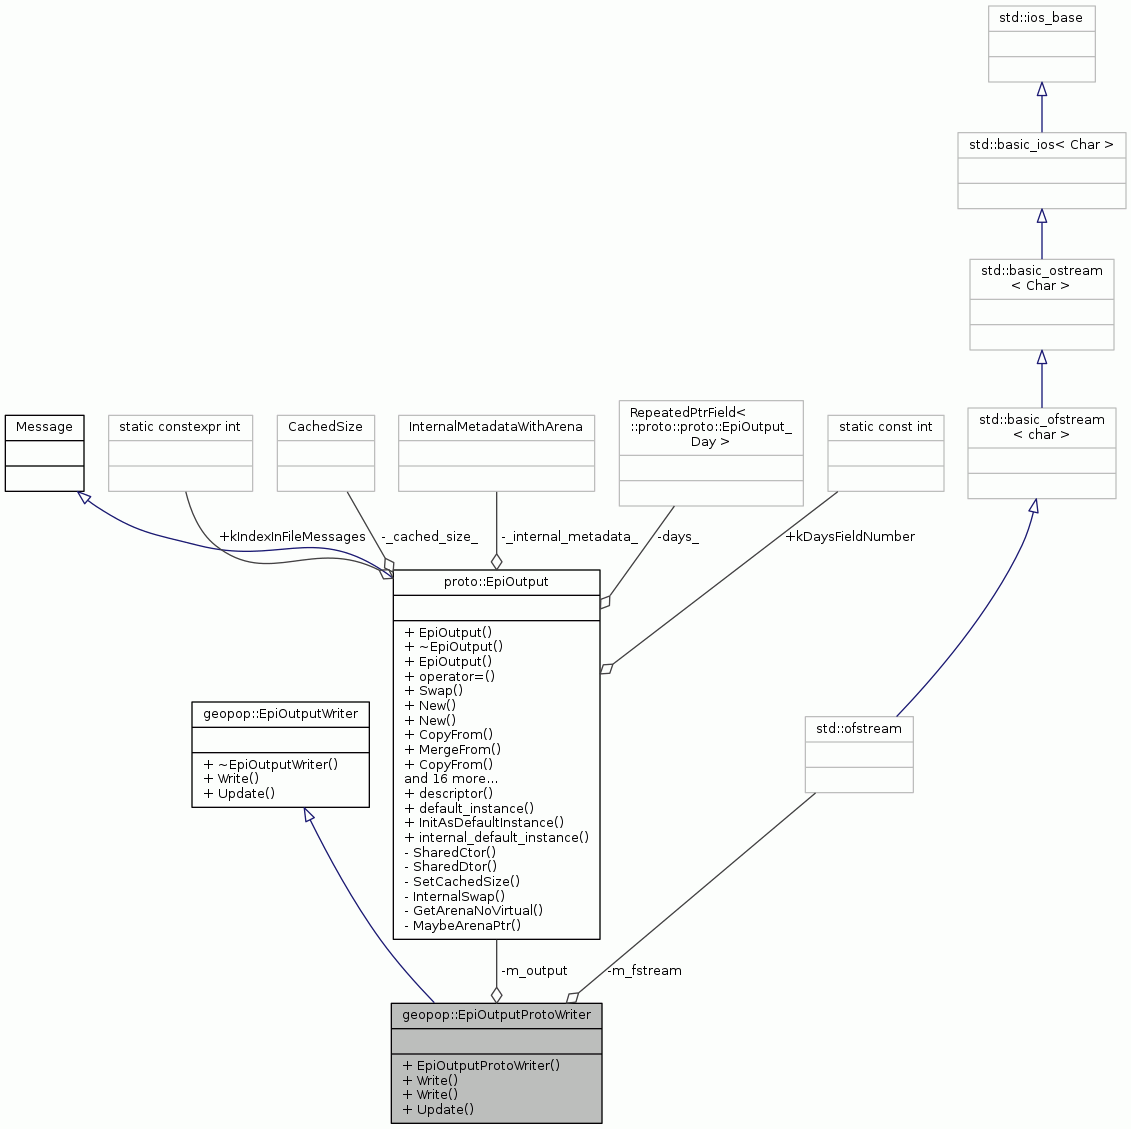 std::ios_base
std::basic_ios< Char >
std::basic_ostream
< Char >
Message
static constexpr int
CachedSize
InternalMetadataWithArena
RepeatedPtrField<
::proto::proto::EpiOutput_
Day >
static const int
std::basic_ofstream
< char >
+kIndexInFileMessages
-_cached_size_
-_internal_metadata_
-days_
+kDaysFieldNumber
proto::EpiOutput
+ EpiOutput()
+ ~EpiOutput()
+ EpiOutput()
+ operator=()
+ Swap()
+ New()
+ New()
+ CopyFrom()
+ MergeFrom()
+ CopyFrom()
and 16 more...
+ descriptor()
+ default_instance()
+ InitAsDefaultInstance()
+ internal_default_instance()
- SharedCtor()
- SharedDtor()
- SetCachedSize()
- InternalSwap()
- GetArenaNoVirtual()
- MaybeArenaPtr()
geopop::EpiOutputWriter
+ ~EpiOutputWriter()
+ Write()
+ Update()
std::ofstream
-m_output
-m_fstream
geopop::EpiOutputProtoWriter
+ EpiOutputProtoWriter()
+ Write()
+ Write()
+ Update()